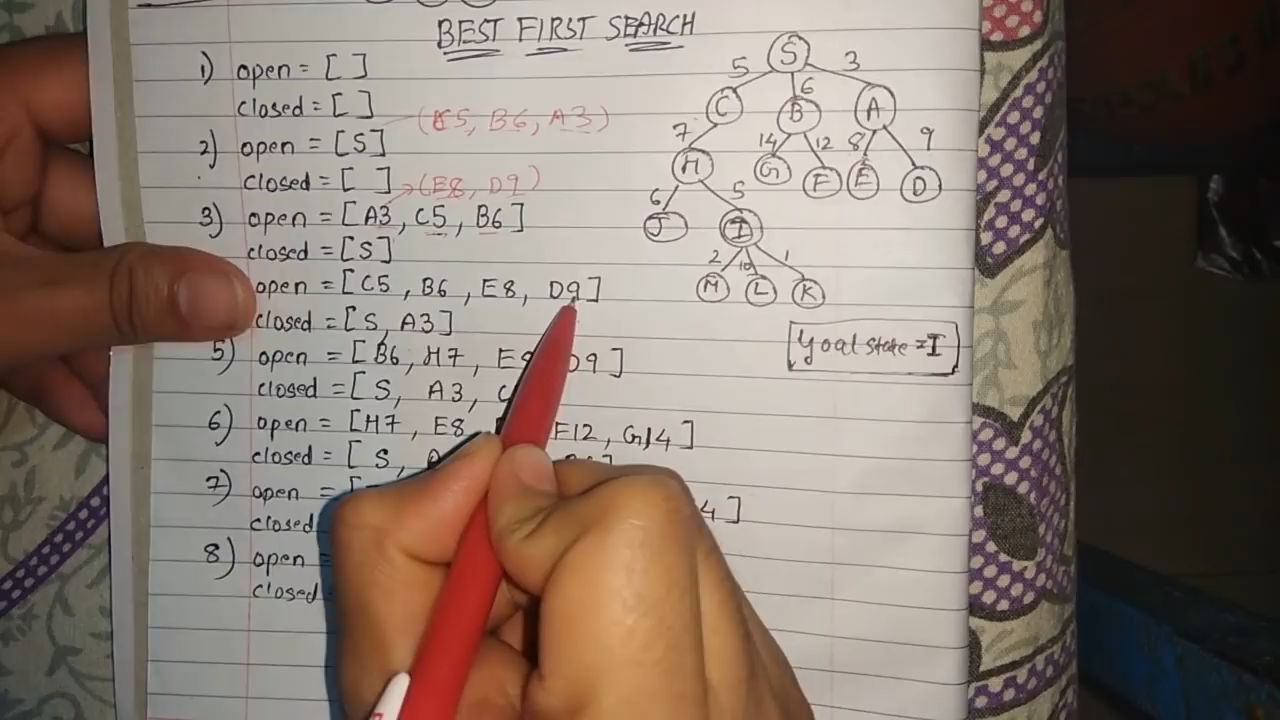 BEST FIRST SEARCH
1) open = [ ]
closed = [ ]
(C5, B6, A3)
2) open = [S]
closed = [ ]
(E8, D9)
3) open = [A3, C5, B6]
closed = [S]
open = [C5, B6, E8, D9]
closed = [S, A3]
5) open = [B6, H7, E8, D9]
closed = [S, A3, C
6) open = [H7, E8, F12, G14]
closed = [S, A
7) open = [ 4]
closed
8) open =
closed
S
5 6 3
C B A
7 14 12 8 9
H G F E D
6 5
J I
2 10 1
M L K
Goal state = I